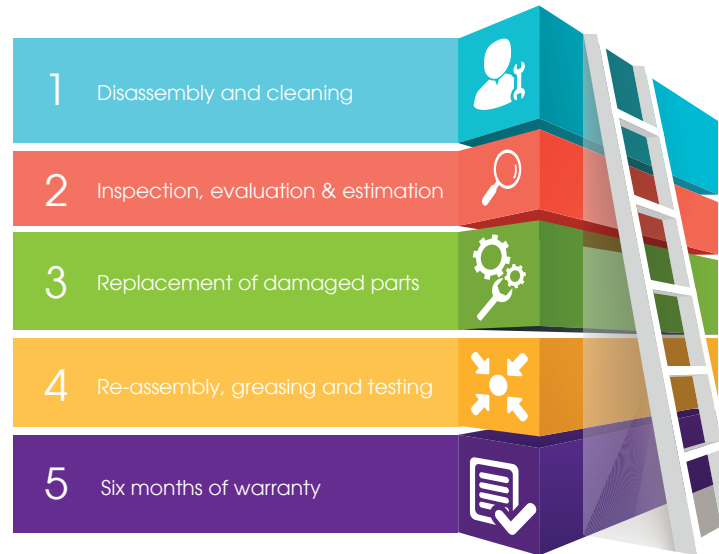 1 Disassembly and cleaning
2 Inspection, evaluation & estimation
3 Replacement of damaged parts
4 Re-assembly, greasing and testing
5 Six months of warranty